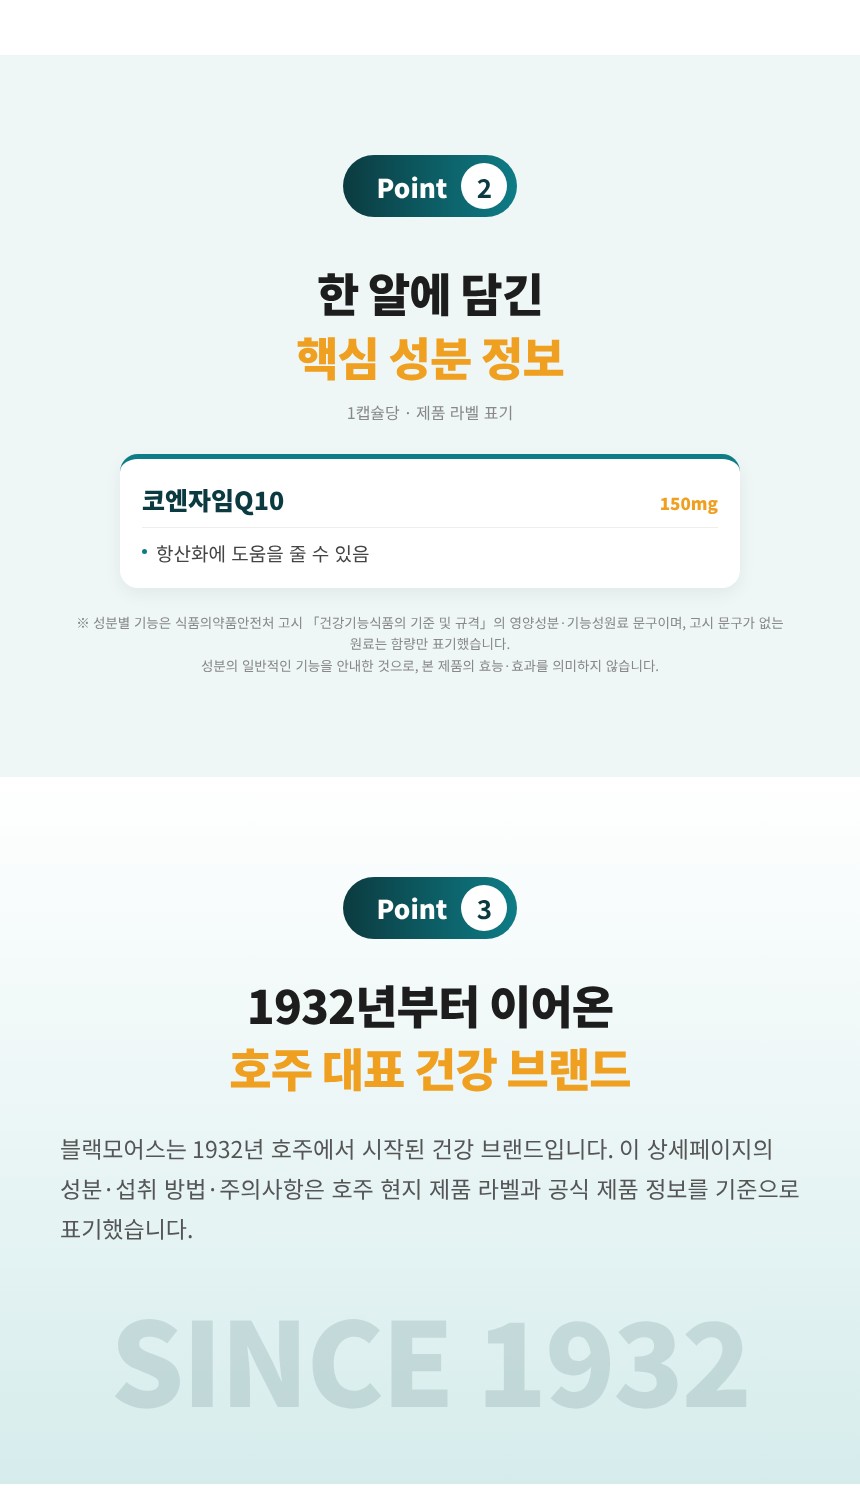 Point 2
한 알에 담긴
핵심 성분 정보
1캡슐당 · 제품 라벨 표기
코엔자임Q10 150mg
• 항산화에 도움을 줄 수 있음
※ 성분별 기능은 식품의약품안전처 고시 「건강기능식품의 기준 및 규격」의 영양성분·기능성원료 문구이며, 고시 문구가 없는
원료는 함량만 표기했습니다.
성분의 일반적인 기능을 안내한 것으로, 본 제품의 효능·효과를 의미하지 않습니다.
Point 3
1932년부터 이어온
호주 대표 건강 브랜드
블랙모어스는 1932년 호주에서 시작된 건강 브랜드입니다. 이 상세페이지의
성분·섭취 방법·주의사항은 호주 현지 제품 라벨과 공식 제품 정보를 기준으로
표기했습니다.
SINCE 1932